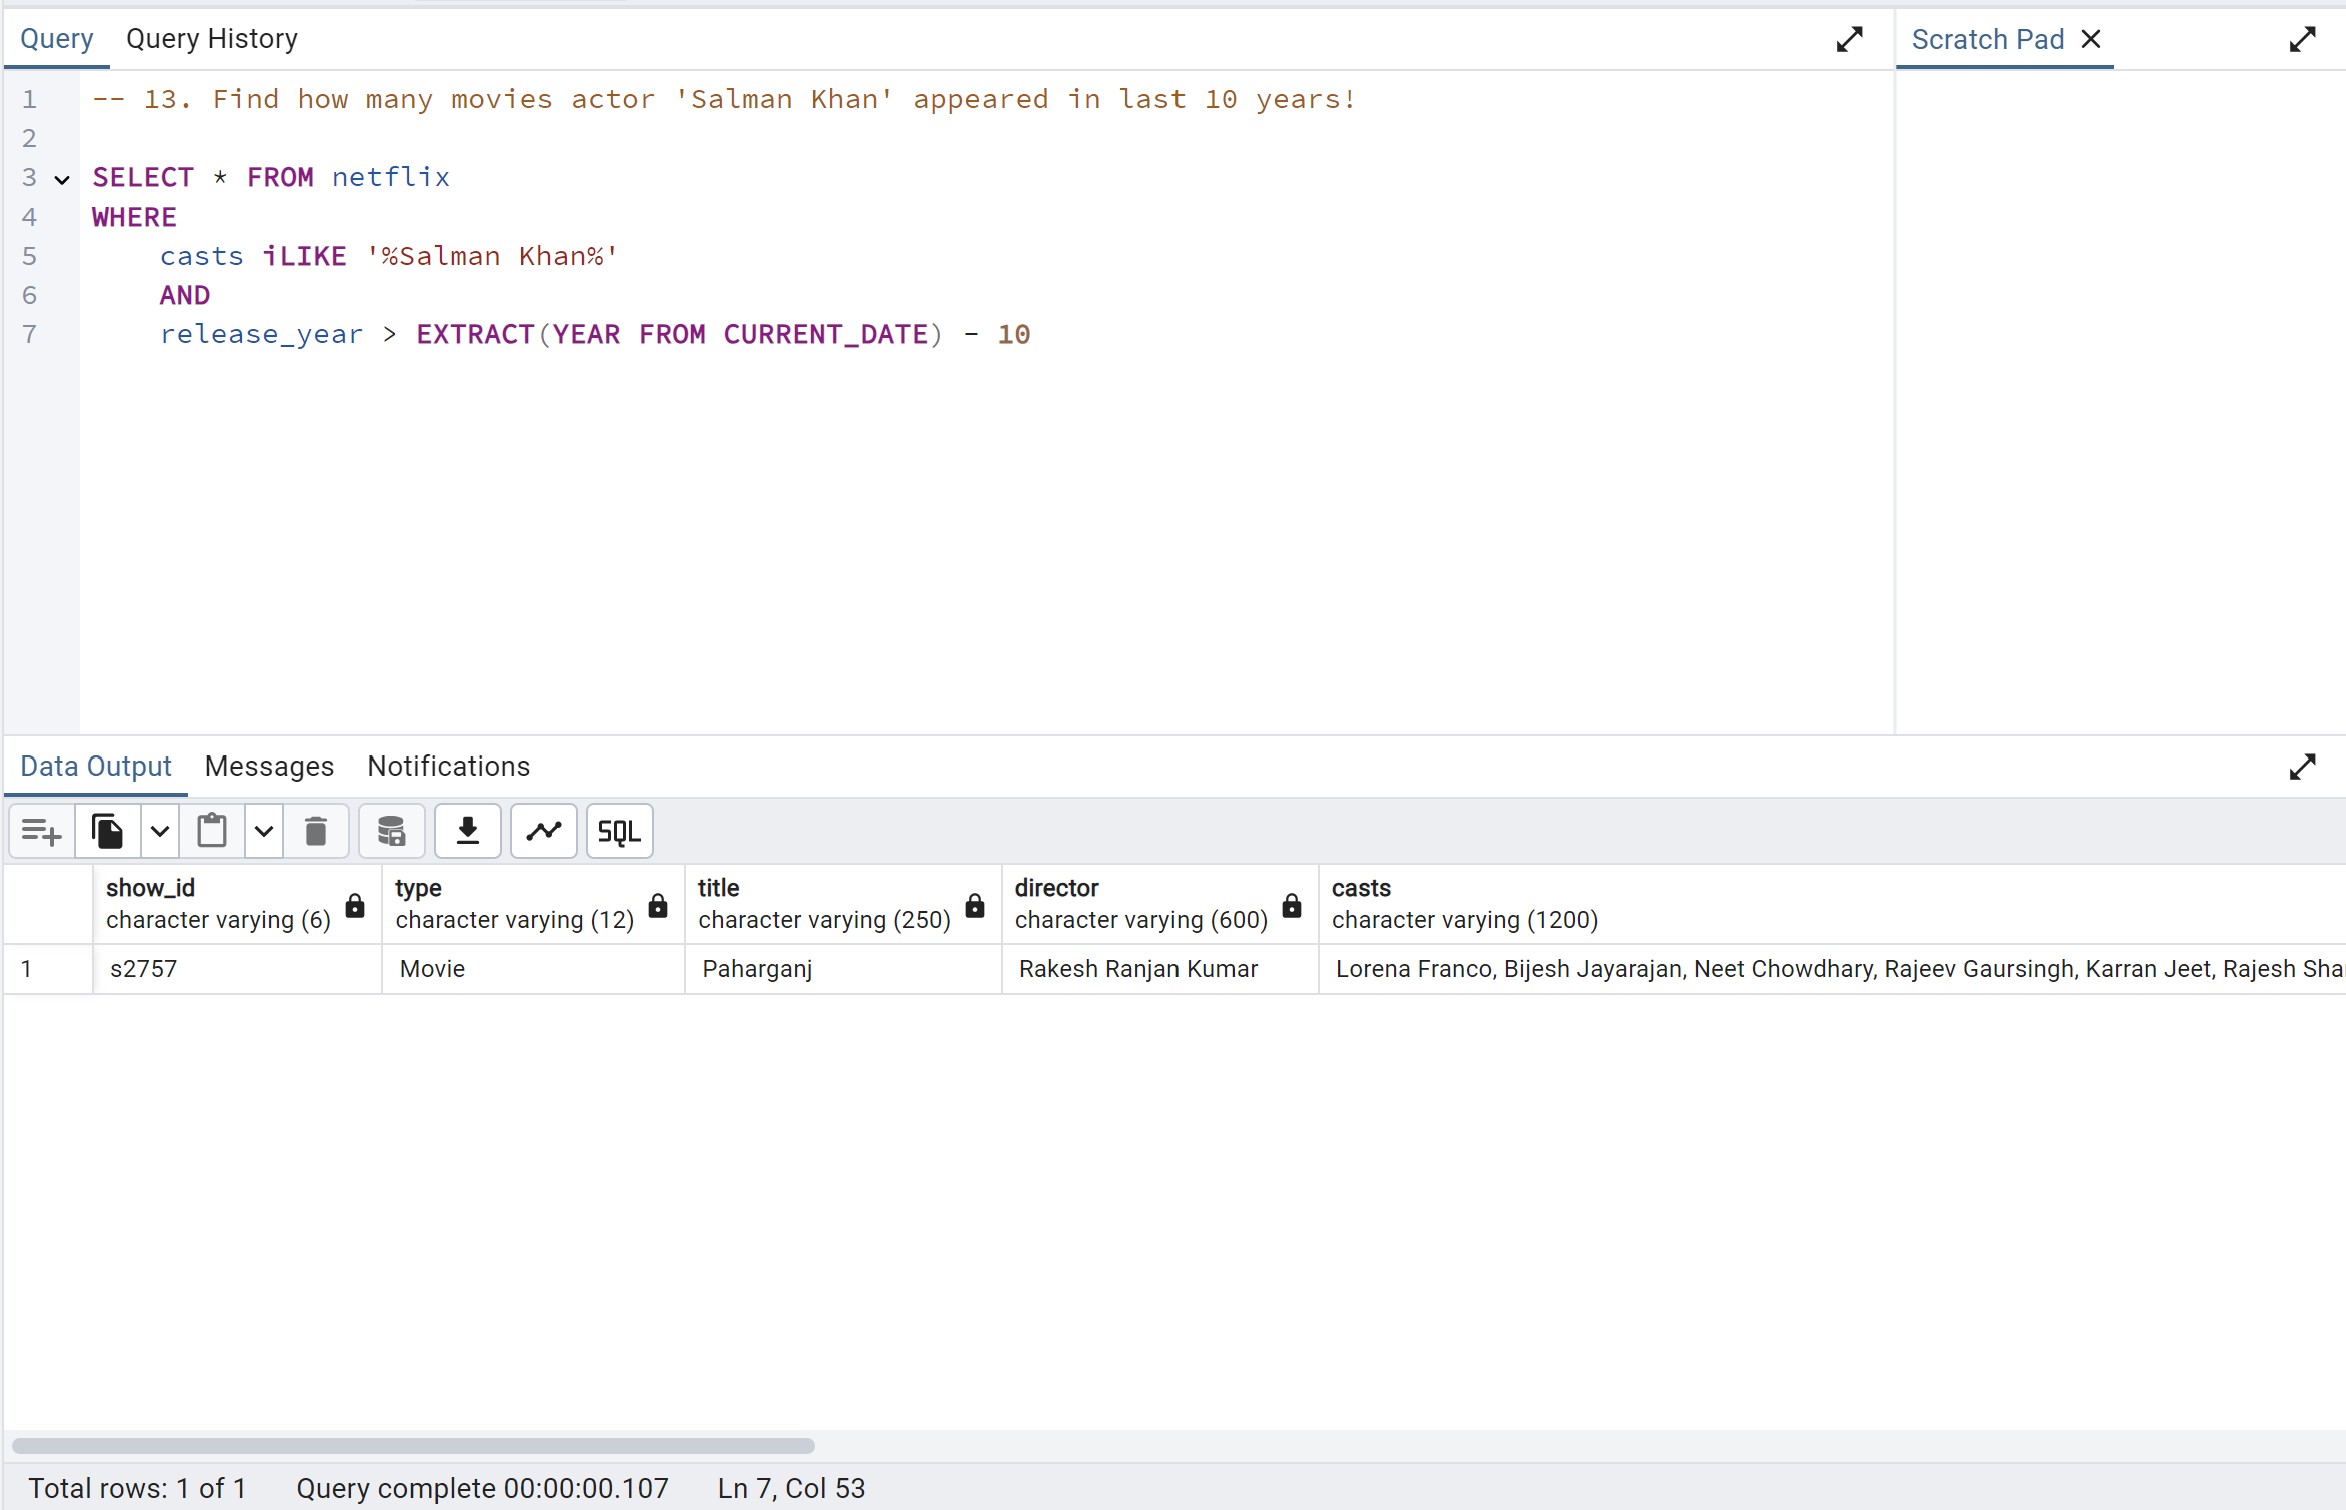 Query Query History Scratch Pad
1 -- 13. Find how many movies actor 'Salman Khan' appeared in last 10 years!
2
3 SELECT * FROM netflix
4 WHERE
5 casts iLIKE '%Salman Khan%'
6 AND
7 release_year > EXTRACT(YEAR FROM CURRENT_DATE) - 10
Data Output Messages Notifications
SQL
show_id type title director casts
character varying (6) character varying (12) character varying (250) character varying (600) character varying (1200)
1 s2757 Movie Paharganj Rakesh Ranjan Kumar Lorena Franco, Bijesh Jayarajan, Neet Chowdhary, Rajeev Gaursingh, Karran Jeet, Rajesh Sha
Total rows: 1 of 1 Query complete 00:00:00.107 Ln 7, Col 53